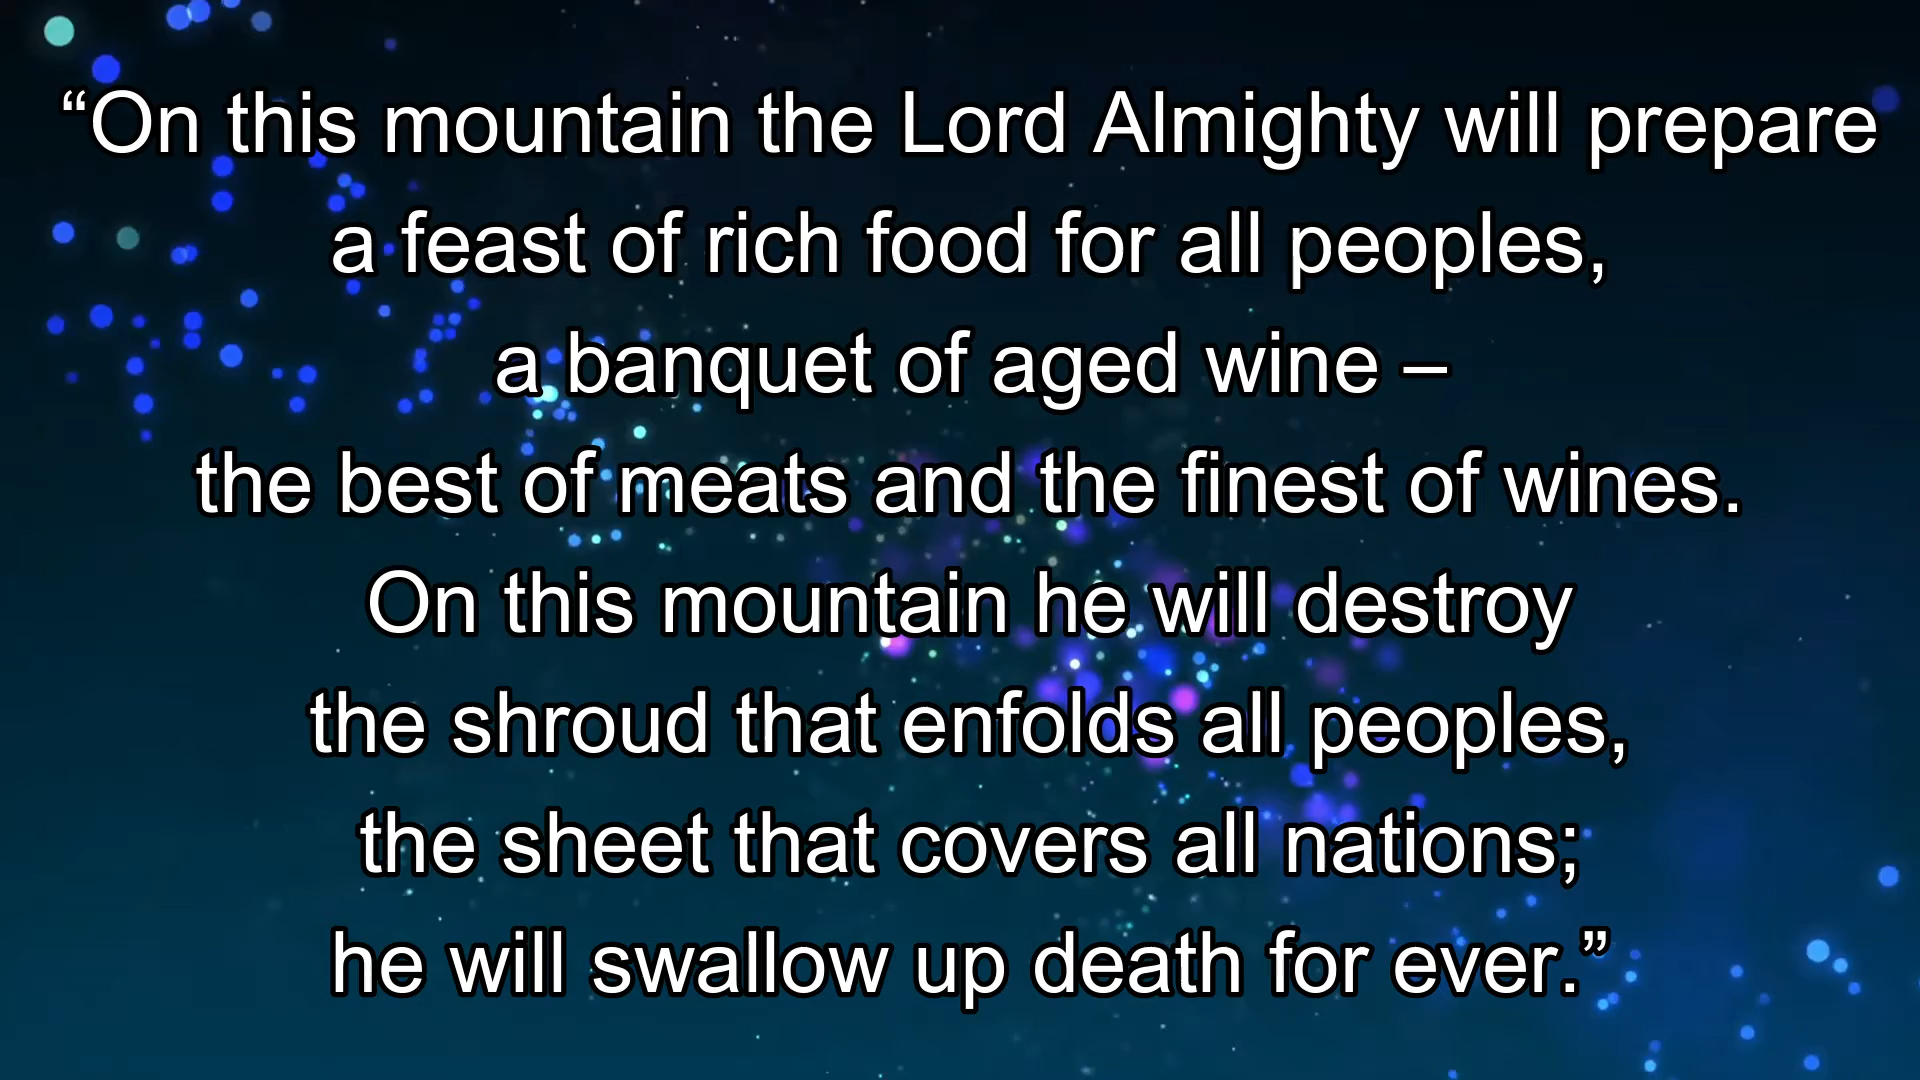 “On this mountain the Lord Almighty will prepare
a feast of rich food for all peoples,
a banquet of aged wine –
the best of meats and the finest of wines.
On this mountain he will destroy
the shroud that enfolds all peoples,
the sheet that covers all nations;
he will swallow up death for ever.”